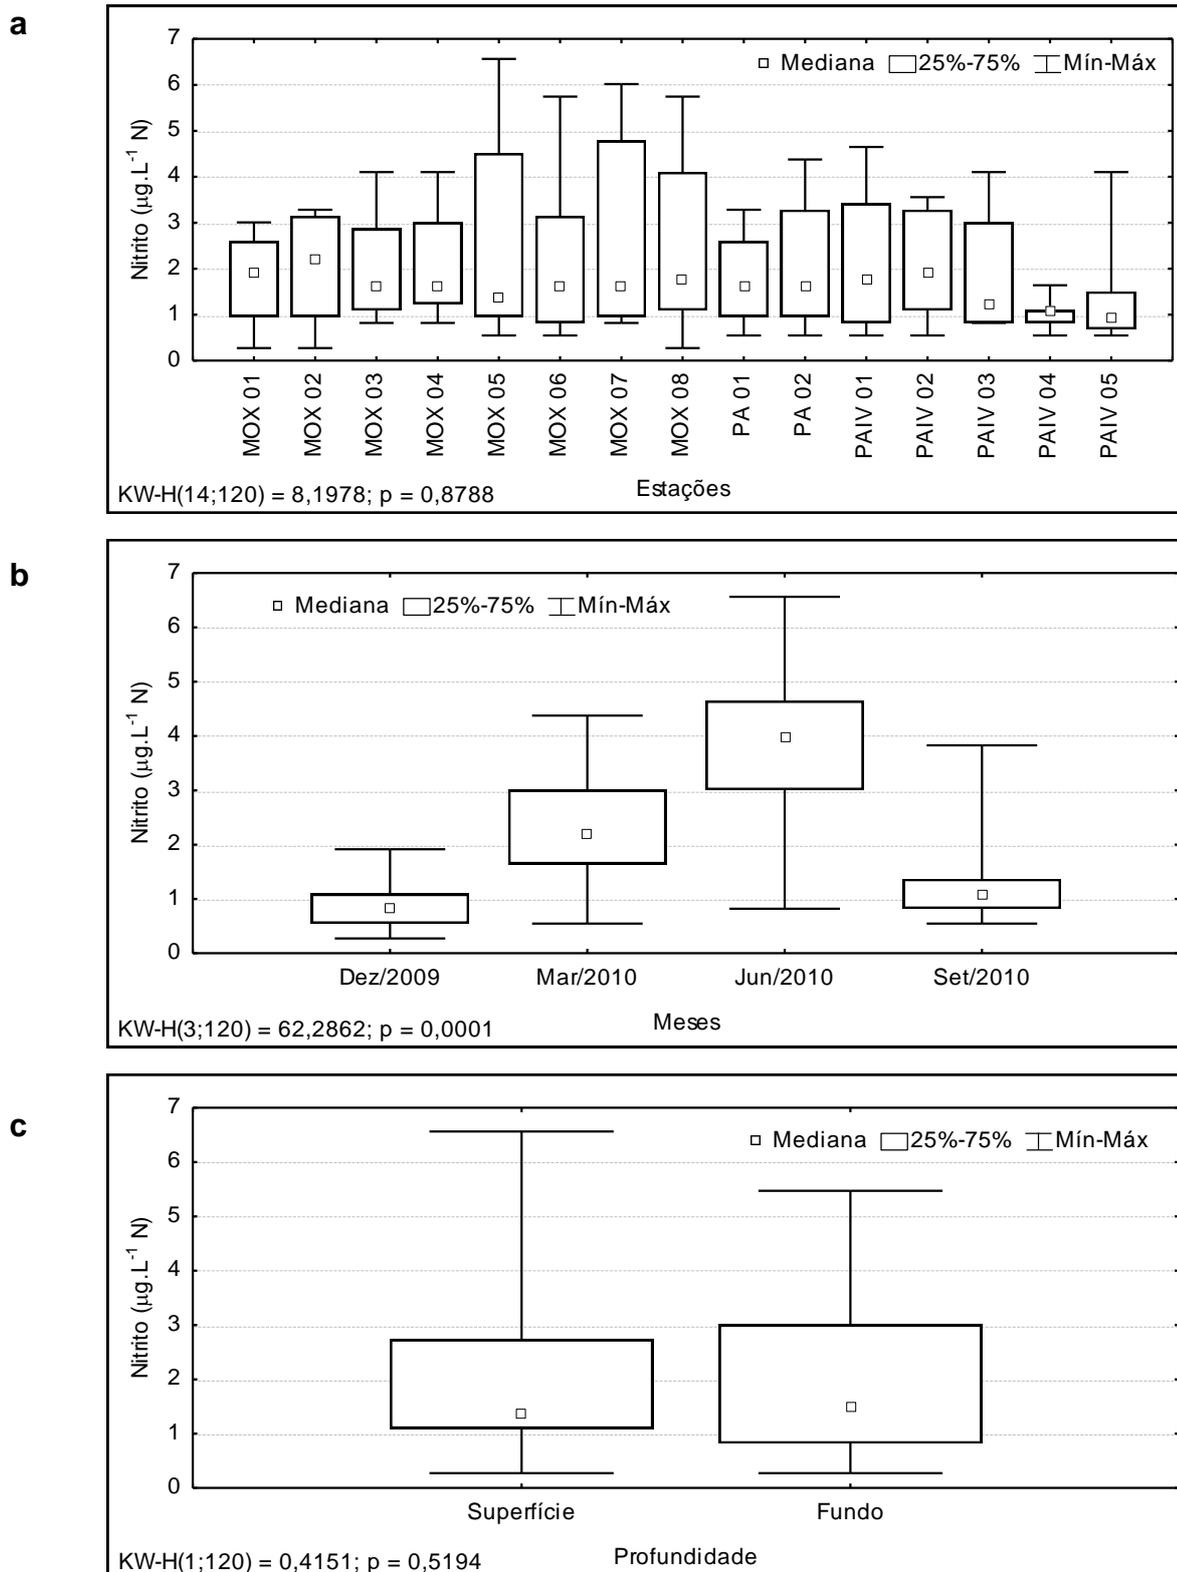 a
7
6
5
4
3
2
1
0
Nitrito (µg.L⁻¹ N)
Mediana 25%-75% Mín-Máx
MOX 01
MOX 02
MOX 03
MOX 04
MOX 05
MOX 06
MOX 07
MOX 08
PA 01
PA 02
PAIV 01
PAIV 02
PAIV 03
PAIV 04
PAIV 05
Estações
KW-H(14;120) = 8,1978; p = 0,8788
b
7
6
5
4
3
2
1
0
Nitrito (µg.L⁻¹ N)
Mediana 25%-75% Mín-Máx
Dez/2009 Mar/2010 Jun/2010 Set/2010
Meses
KW-H(3;120) = 62,2862; p = 0,0001
c
7
6
5
4
3
2
1
0
Nitrito (µg.L⁻¹ N)
Mediana 25%-75% Mín-Máx
Superfície Fundo
Profundidade
KW-H(1;120) = 0,4151; p = 0,5194